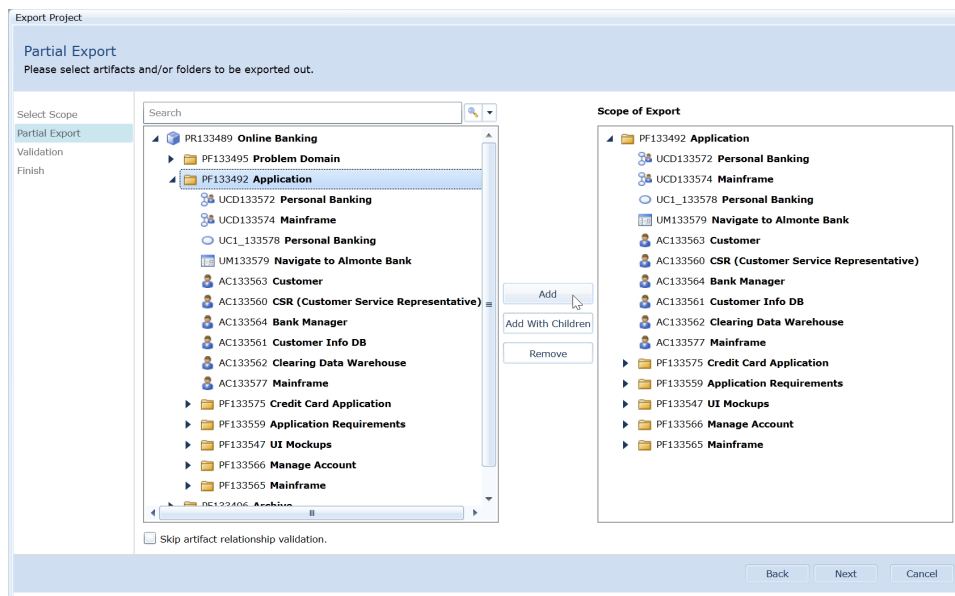 Export Project
Partial Export
Please select artifacts and/or folders to be exported out.
Select Scope
Partial Export
Validation
Finish
Search
PR133489 Online Banking
PF133495 Problem Domain
PF133492 Application
UCD133572 Personal Banking
UCD133574 Mainframe
UC1_133578 Personal Banking
UM133579 Navigate to Almonte Bank
AC133563 Customer
AC133560 CSR (Customer Service Representative)
AC133564 Bank Manager
AC133561 Customer Info DB
AC133562 Clearing Data Warehouse
AC133577 Mainframe
PF133575 Credit Card Application
PF133559 Application Requirements
PF133547 UI Mockups
PF133566 Manage Account
PF133565 Mainframe
PF133496 Archive
Skip artifact relationship validation.
Add
Add With Children
Remove
Scope of Export
PF133492 Application
UCD133572 Personal Banking
UCD133574 Mainframe
UC1_133578 Personal Banking
UM133579 Navigate to Almonte Bank
AC133563 Customer
AC133560 CSR (Customer Service Representative)
AC133564 Bank Manager
AC133561 Customer Info DB
AC133562 Clearing Data Warehouse
AC133577 Mainframe
PF133575 Credit Card Application
PF133559 Application Requirements
PF133547 UI Mockups
PF133566 Manage Account
PF133565 Mainframe
Back
Next
Cancel